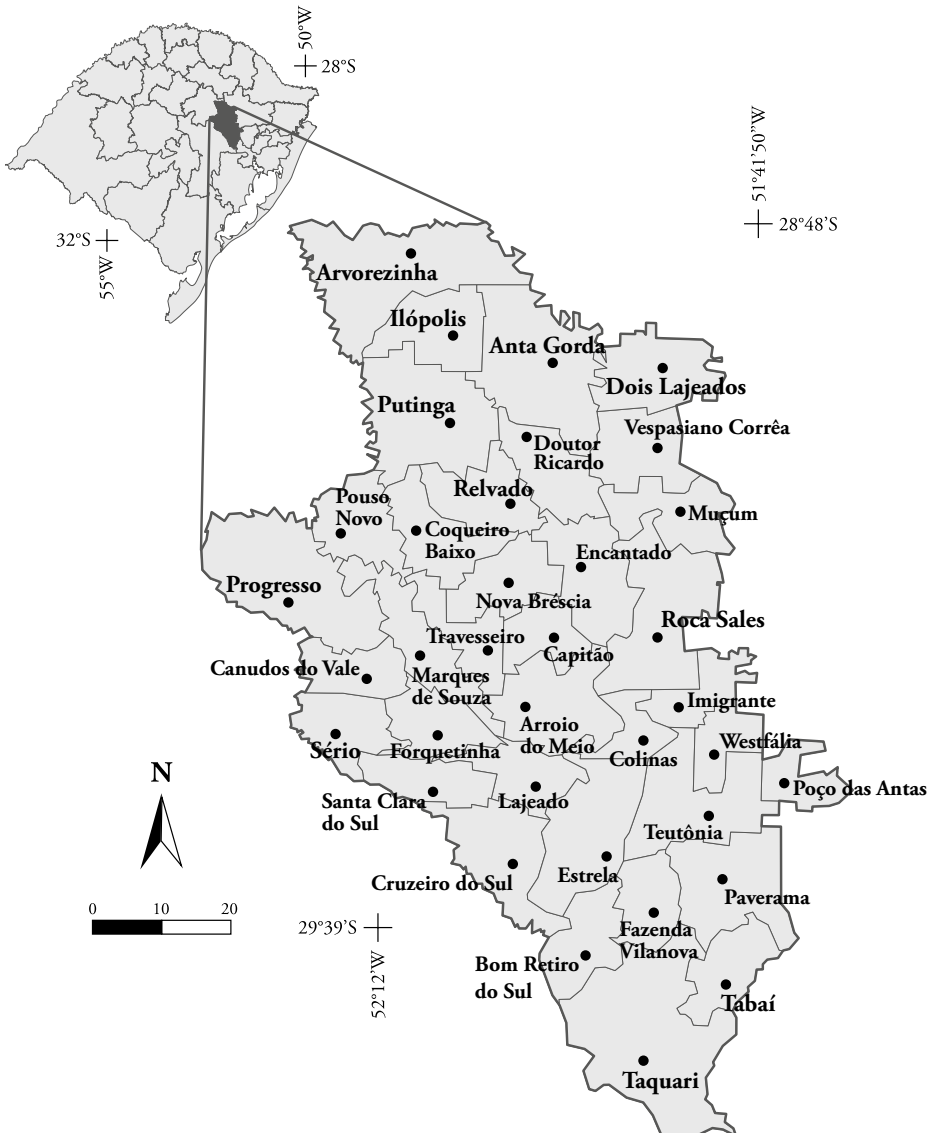 50°W
28°S
51°41'50"W
28°48'S
32°S
55°W
Arvorezinha
Ilópolis
Anta Gorda
Dois Lajeados
Putinga
Vespasiano Corrêa
Doutor
Ricardo
Relvado
Pouso
Novo
Muçum
Coqueiro
Baixo
Encantado
Progresso
Nova Bréscia
Roca Sales
Travesseiro
Capitão
Canudos do Vale
Marques
de Souza
Imigrante
Arroio
do Meio
Sério
Forquetinha
Colinas
Westfália
N
Poço das Antas
Santa Clara
do Sul
Lajeado
Teutônia
Estrela
Cruzeiro do Sul
Paverama
0 10 20
29°39'S
52°12'W
Fazenda
Vilanova
Bom Retiro
do Sul
Tabaí
Taquari